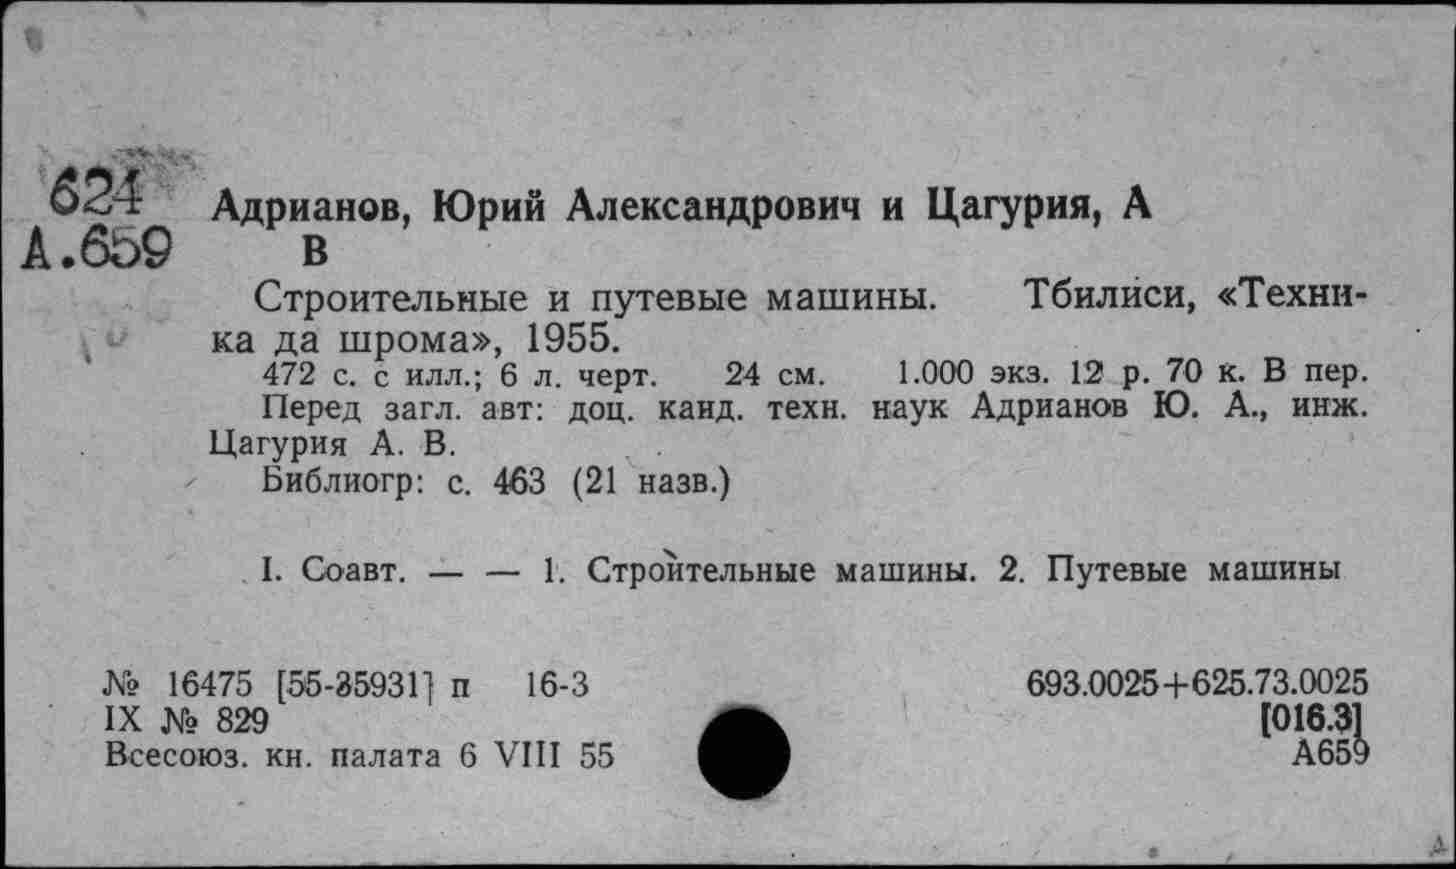 624
А.659
Адрианов, Юрий Александрович и Цагурия, А
В
Строительные и путевые машины. Тбилиси, «Техни-
ка да шрома», 1955.
472 с. с илл.; 6 л. черт. 24 см. 1.000 экз. 12 р. 70 к. В пер.
Перед загл. авт: доц. канд. техн. наук Адрианов Ю. А., инж.
Цагурия А. В.
Библиогр: с. 463 (21 назв.)
I. Соавт. — — 1. Строительные машины. 2. Путевые машины
№ 16475 [55-35931] п 16-3
IX № 829
Всесоюз. кн. палата 6 VIII 55
693.0025+625.73.0025
[016.3]
А659